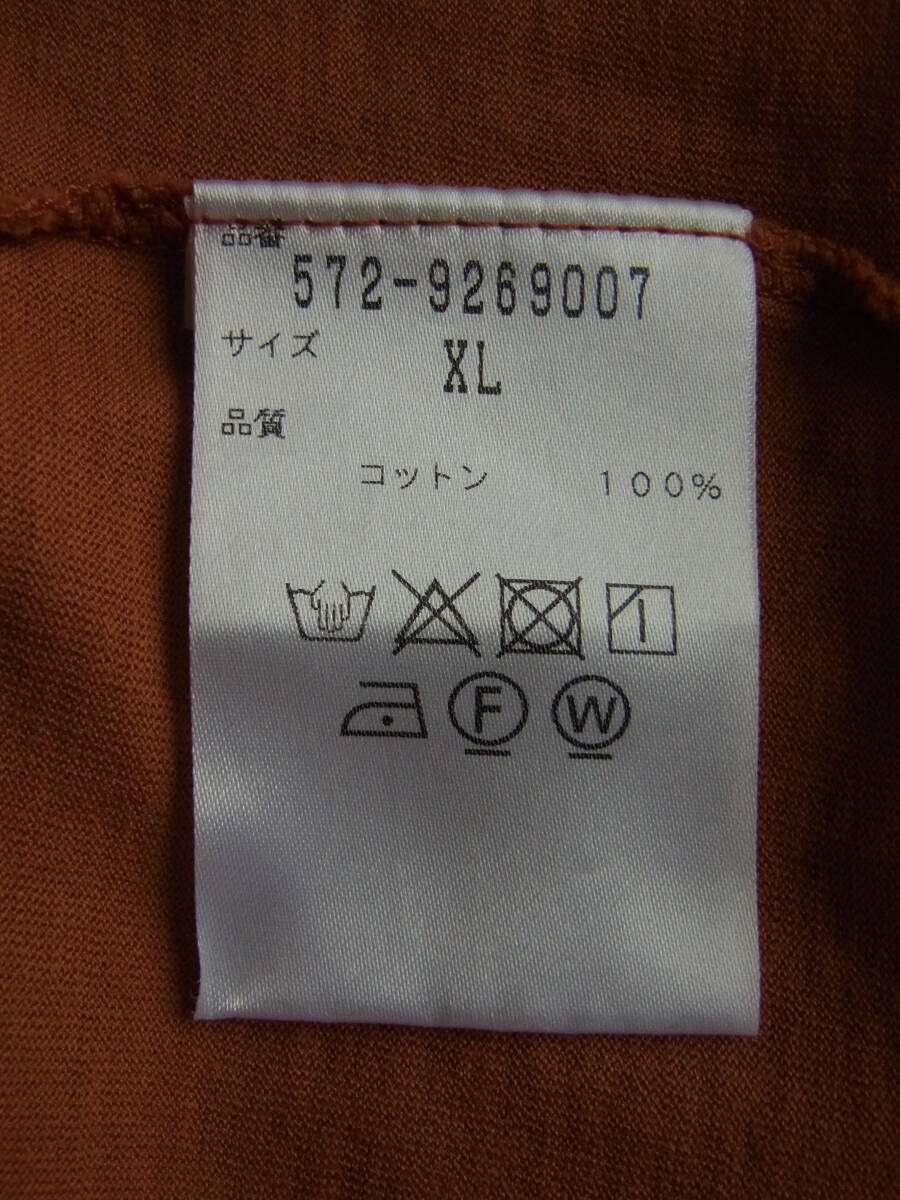 品番
572-9269007
サイズ XL
品質
コットン 100%
F W